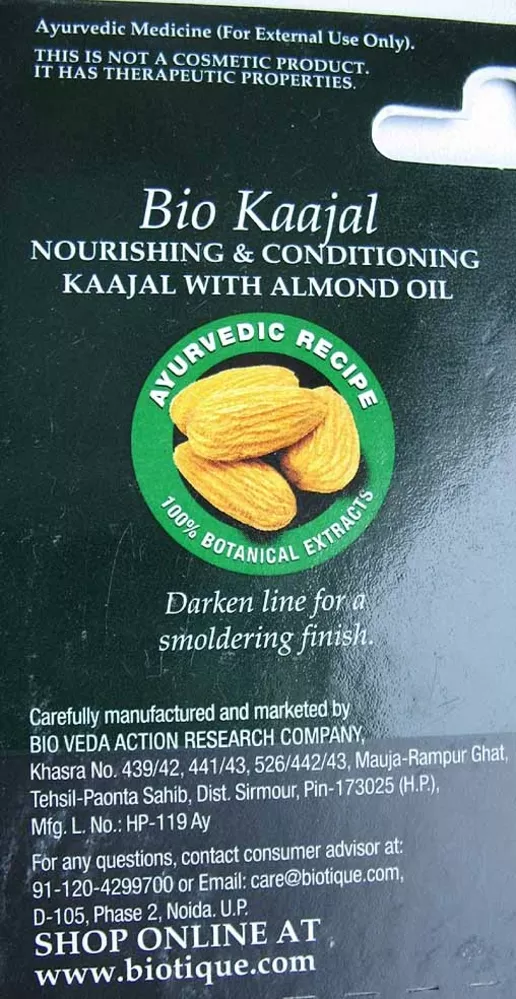 Ayurvedic Medicine (For External Use Only).
THIS IS NOT A COSMETIC PRODUCT.
IT HAS THERAPEUTIC PROPERTIES.
Bio Kaajal
NOURISHING & CONDITIONING
KAAJAL WITH ALMOND OIL
AYURVEDIC RECIPE
100% BOTANICAL EXTRACTS
Darken line for a
smoldering finish.
Carefully manufactured and marketed by
BIO VEDA ACTION RESEARCH COMPANY,
Khasra No. 439/42, 441/43, 526/442/43, Mauja-Rampur Ghat,
Tehsil-Paonta Sahib, Dist. Sirmour, Pin-173025 (H.P.),
Mfg. L. No.: HP-119 Ay
For any questions, contact consumer advisor at:
91-120-4299700 or Email: care@biotique.com,
D-105, Phase 2, Noida. U.P.
SHOP ONLINE AT
www.biotique.com